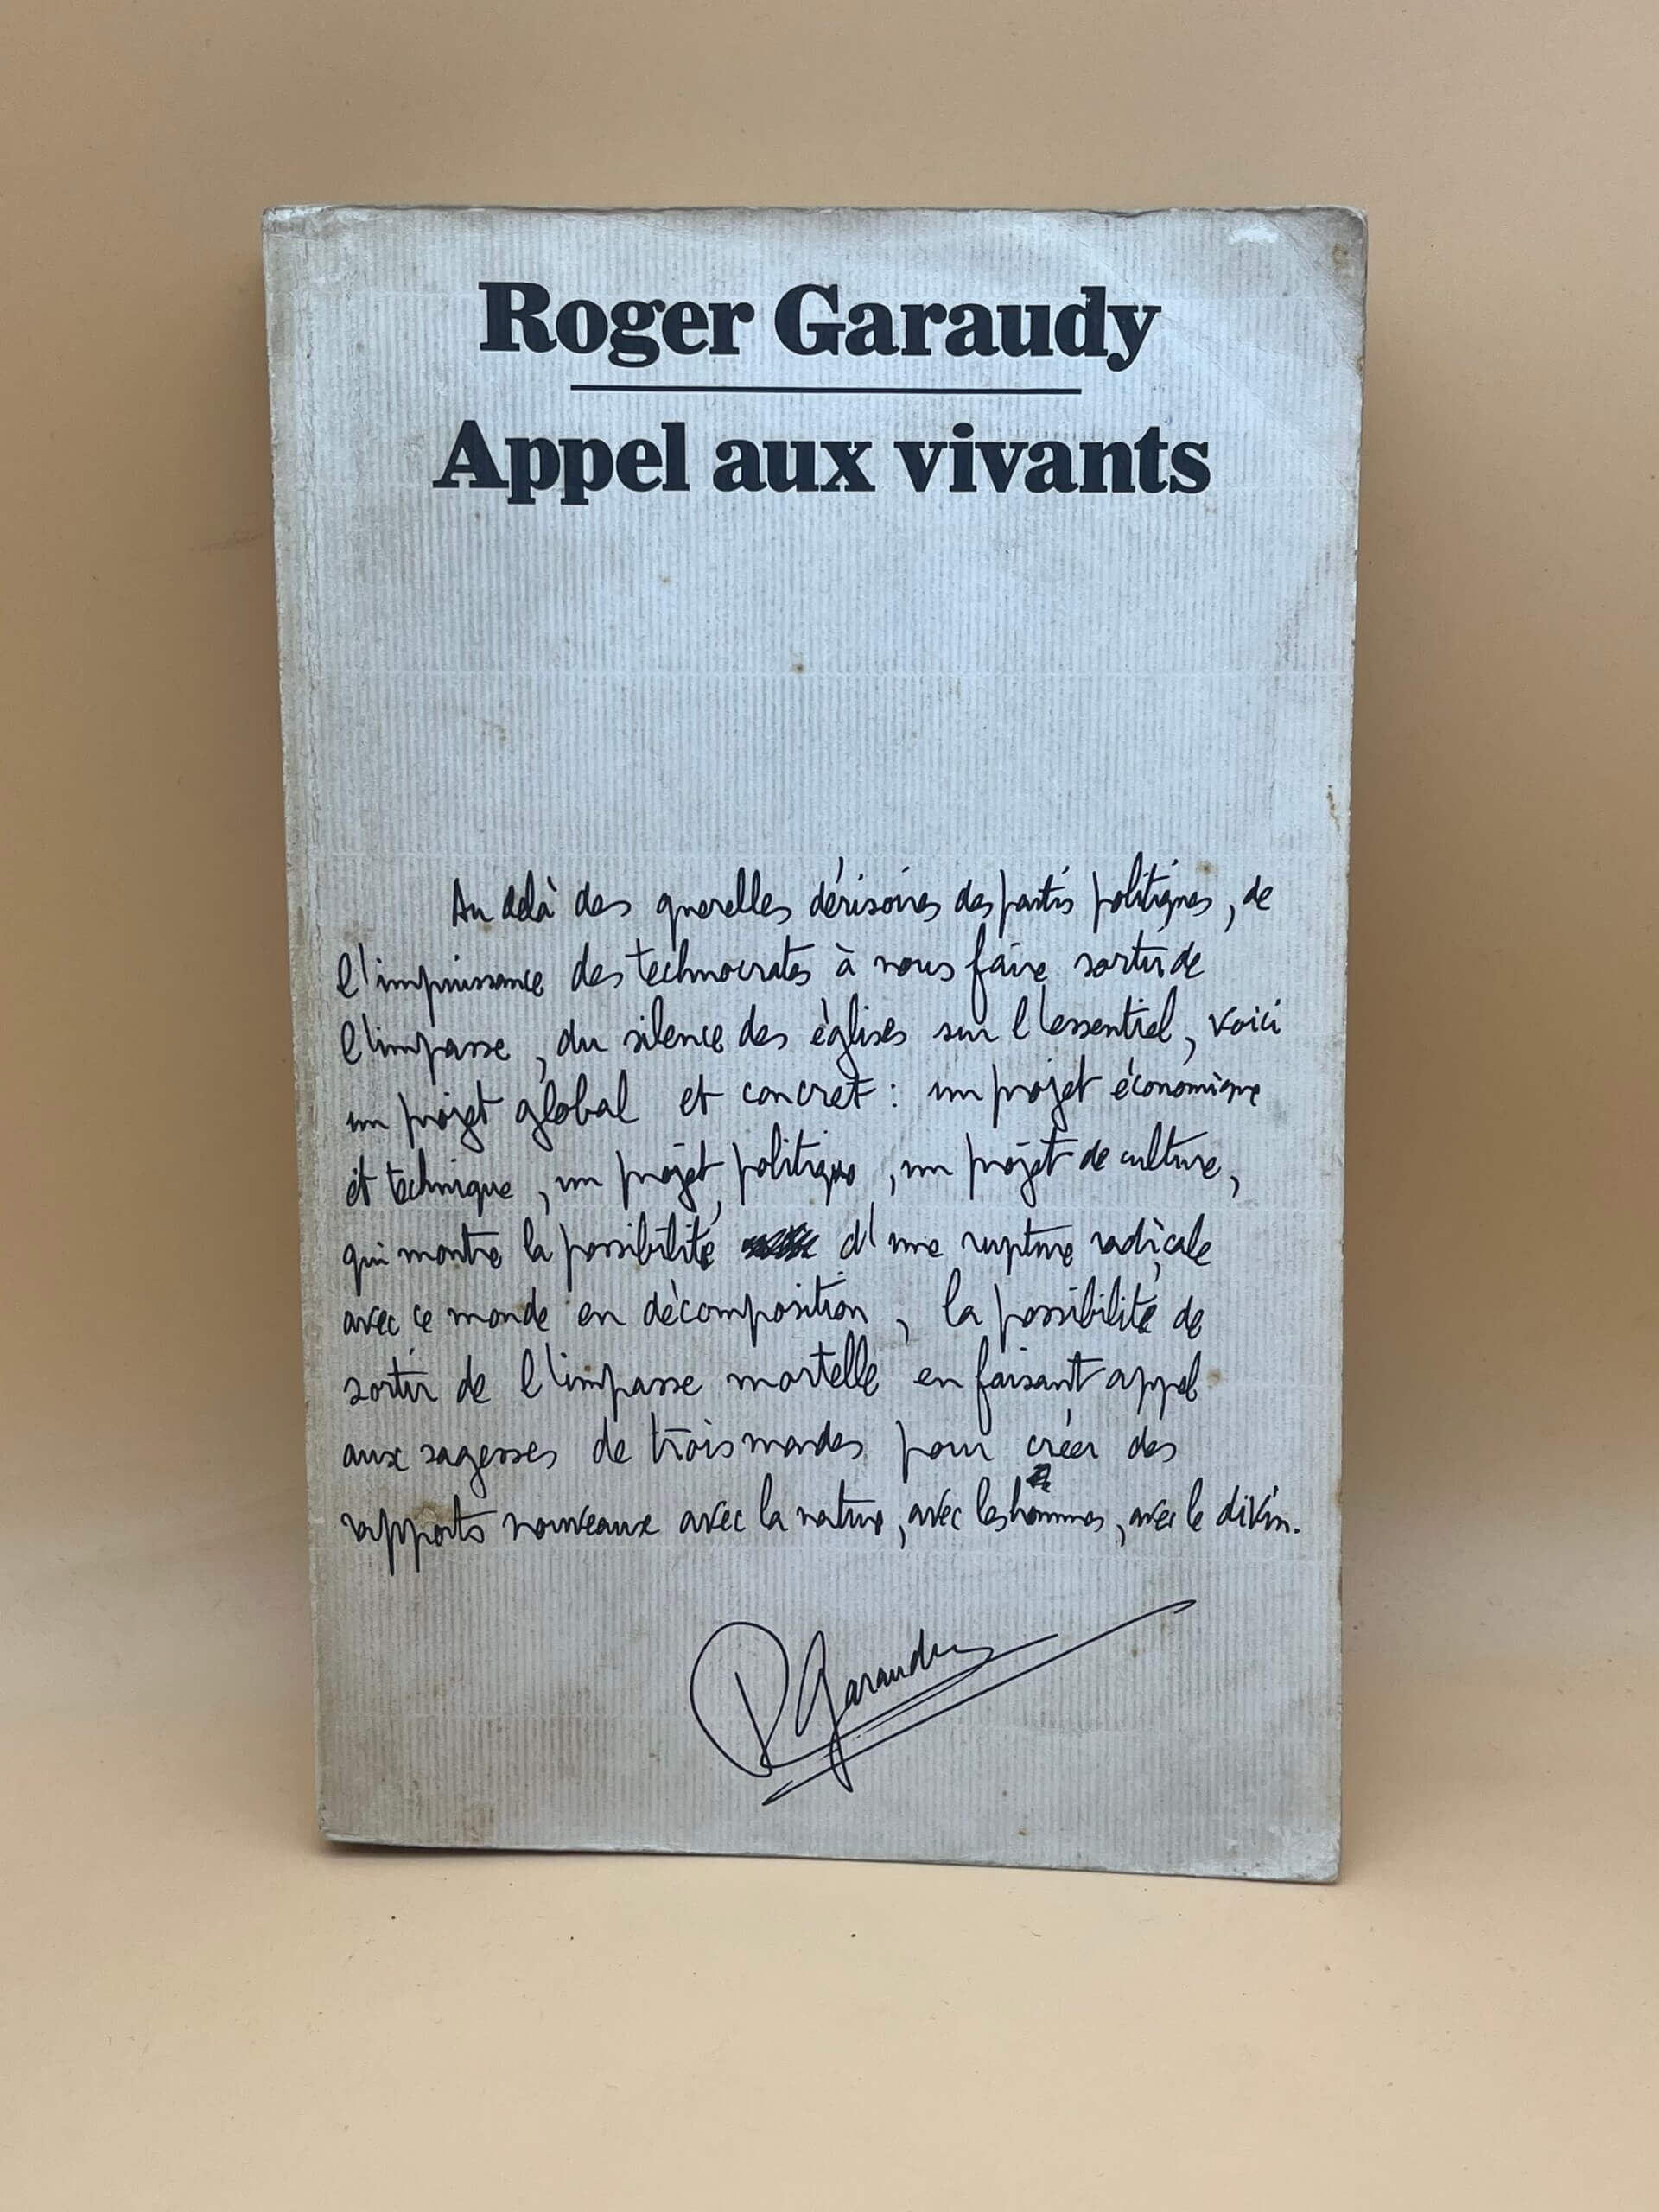 Roger Garaudy
Appel aux vivants
Au delà des querelles dérisoires des partis politiques, de
l'impuissance des technocrates à nous faire sortir de
l'impasse, du silence des églises sur l'essentiel, voici
un projet global et concret : un projet économique
et technique, un projet politique, un projet de culture,
qui montre la possibilité d'une rupture radicale
avec ce monde en décomposition, la possibilité de
sortir de l'impasse mortelle en faisant appel
aux sagesses de trois mondes pour créer des
rapports nouveaux avec la nature, avec les hommes, avec le divin.
R Garaudy